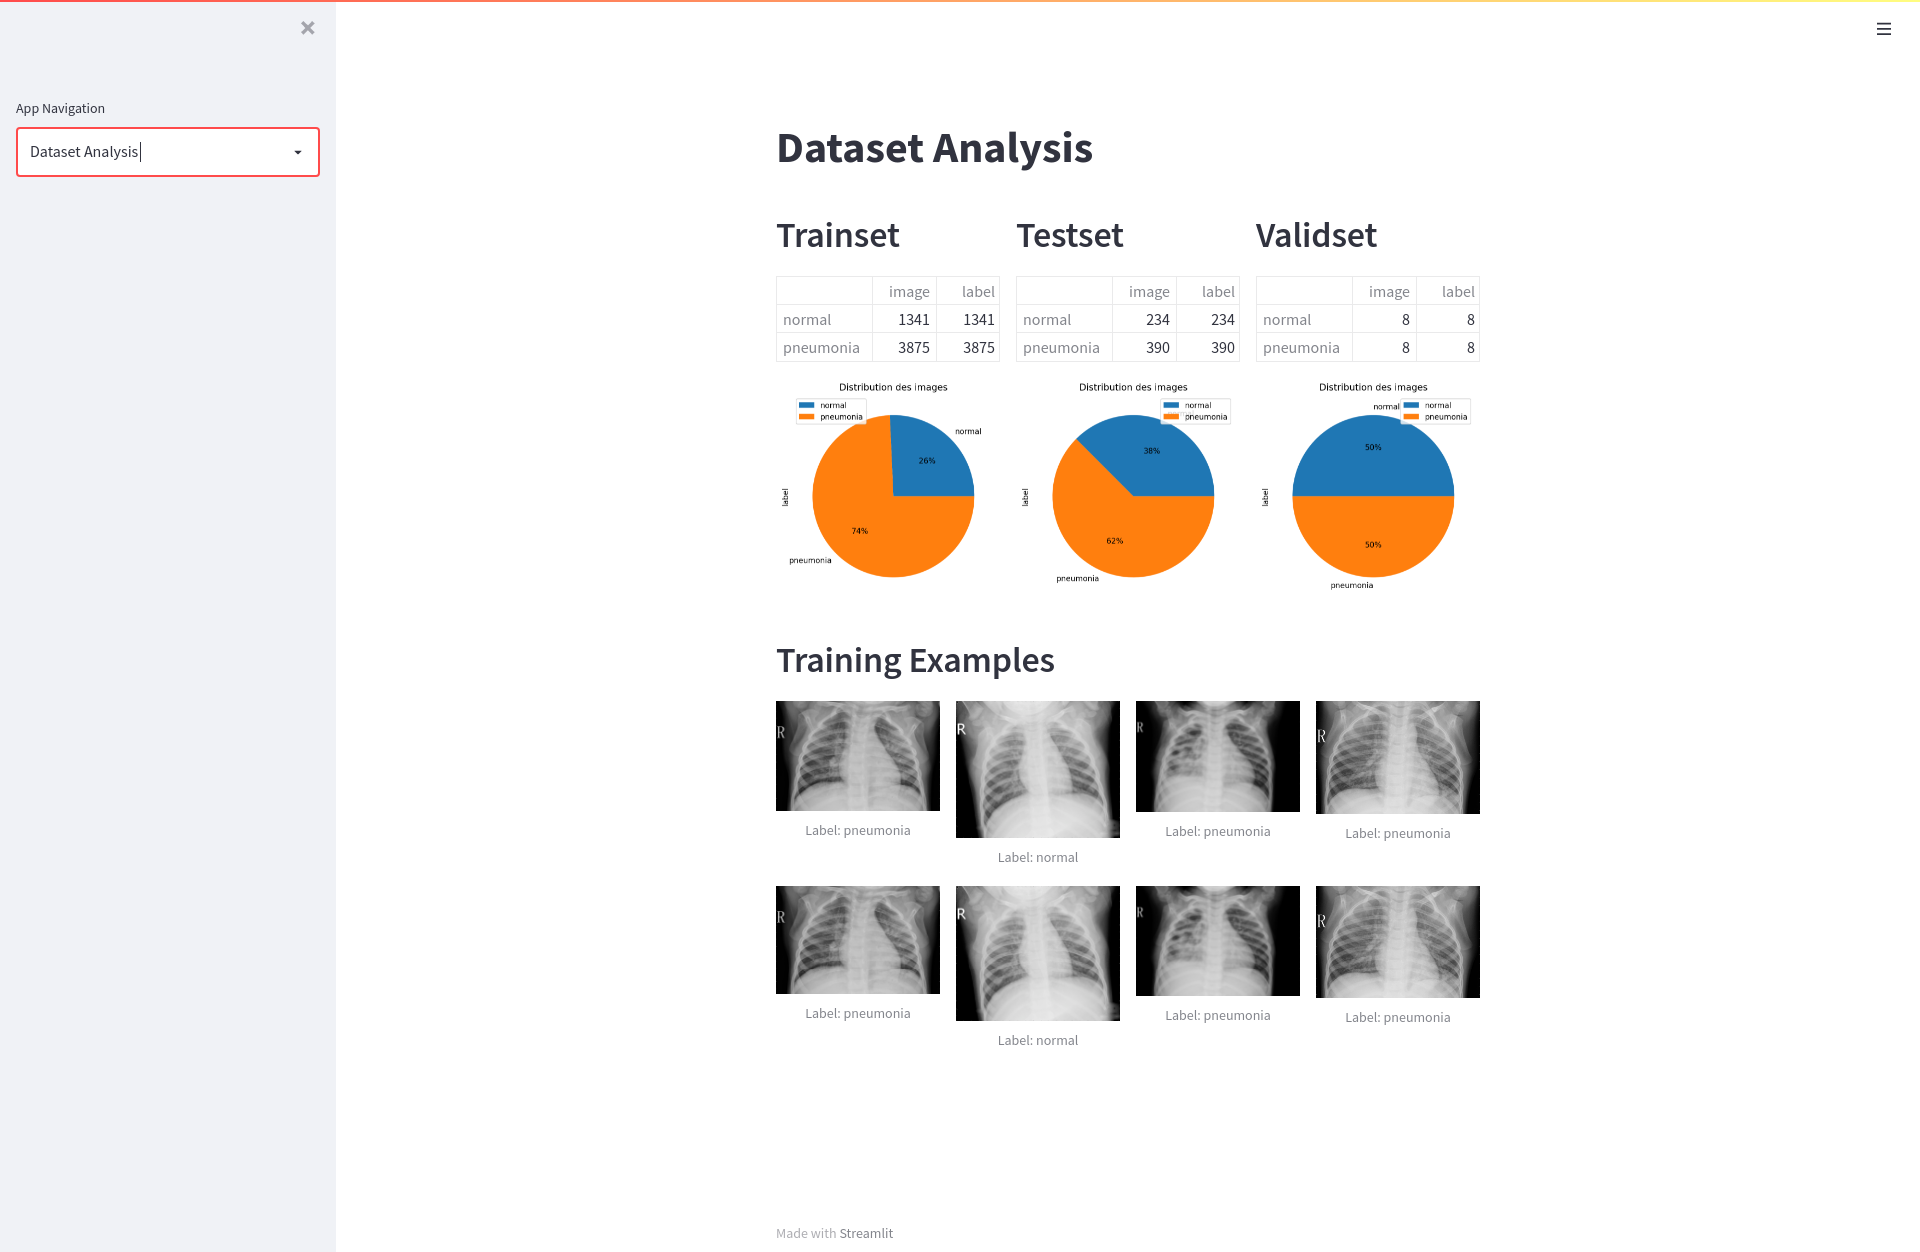 ×
App Navigation
Dataset Analysis
Dataset Analysis
Trainset
image label
normal 1341 1341
pneumonia 3875 3875
Distribution des images
normal
pneumonia
normal
26%
label
74%
pneumonia
Testset
image label
normal 234 234
pneumonia 390 390
Distribution des images
normal
pneumonia
38%
label
62%
pneumonia
Validset
image label
normal 8 8
pneumonia 8 8
Distribution des images
normal
normal
pneumonia
50%
label
50%
pneumonia
Training Examples
R
R
R
R
Label: pneumonia
Label: normal
Label: pneumonia
Label: pneumonia
R
R
R
R
Label: pneumonia
Label: normal
Label: pneumonia
Label: pneumonia
Made with Streamlit